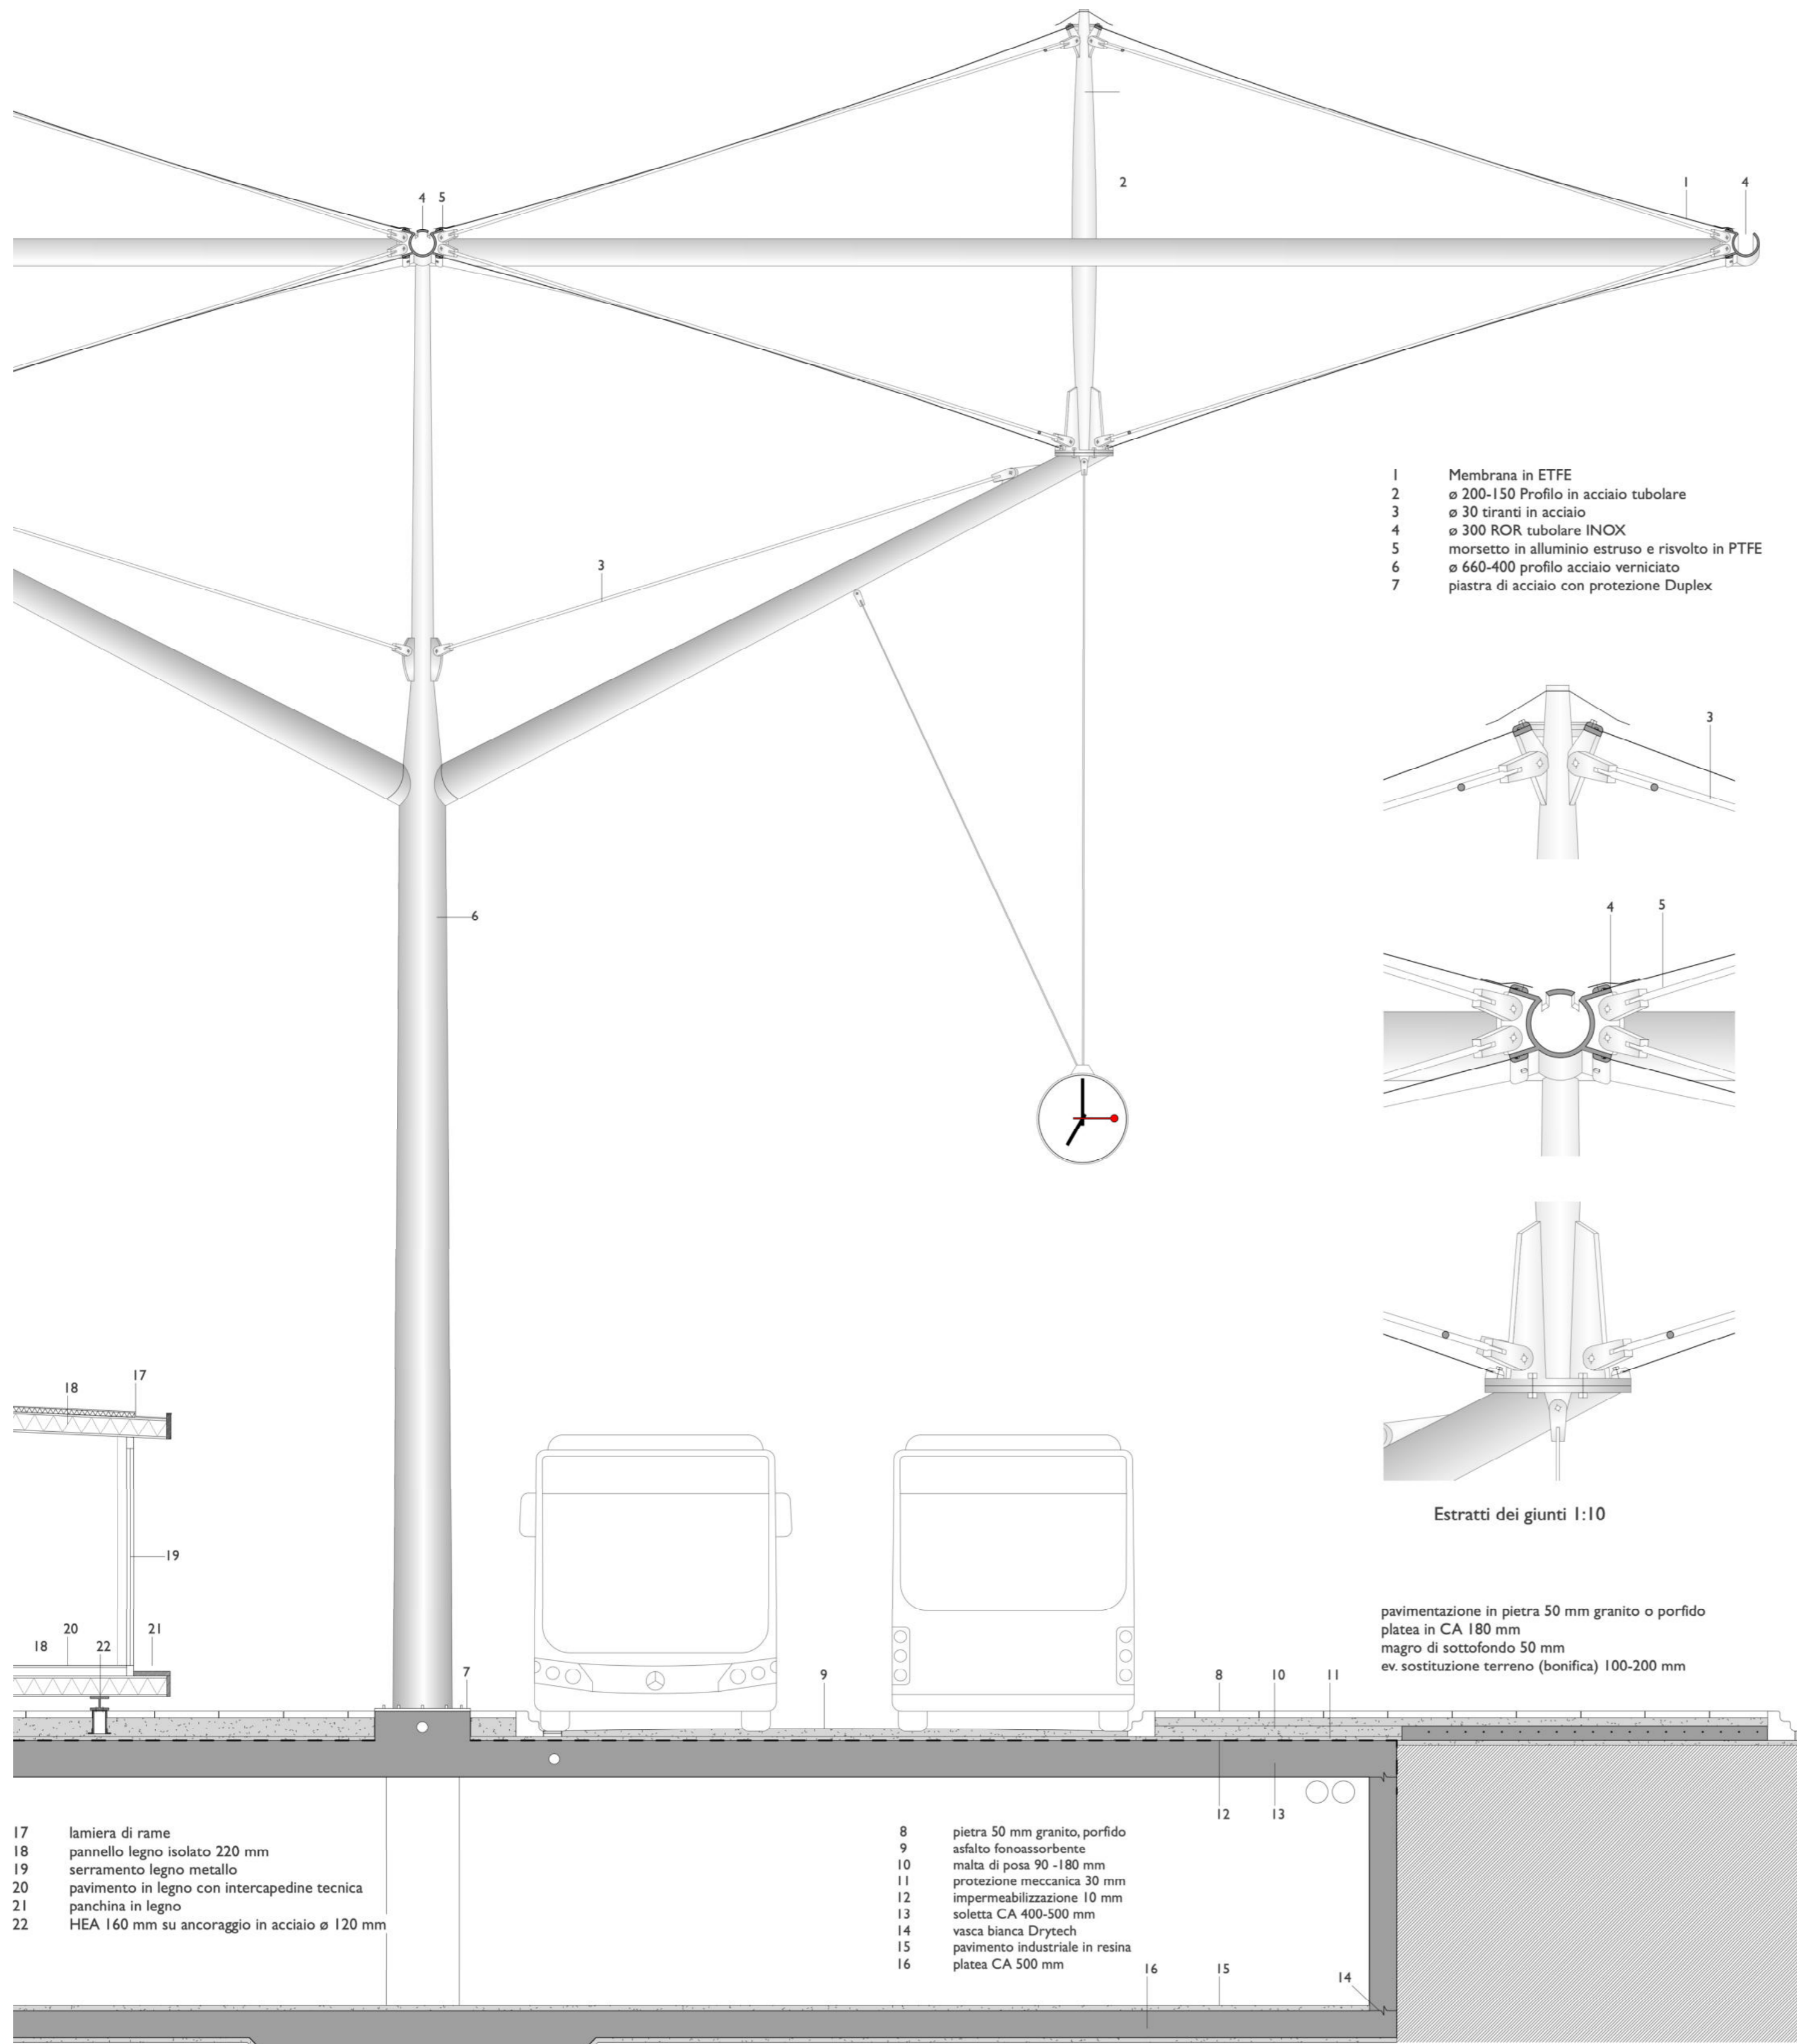 4 5
2
1 4
1 Membrana in ETFE
2 ø 200-150 Profilo in acciaio tubolare
3 ø 30 tiranti in acciaio
4 ø 300 ROR tubolare INOX
5 morsetto in alluminio estruso e risvolto in PTFE
6 ø 660-400 profilo acciaio verniciato
7 piastra di acciaio con protezione Duplex
3
3
6
4 5
17
18
19
Estratti dei giunti 1:10
pavimentazione in pietra 50 mm granito o porfido
platea in CA 180 mm
magro di sottofondo 50 mm
ev. sostituzione terreno (bonifica) 100-200 mm
20 21
18 22
7 9 8 10 11
12 13
17 lamiera di rame
18 pannello legno isolato 220 mm
19 serramento legno metallo
20 pavimento in legno con intercapedine tecnica
21 panchina in legno
22 HEA 160 mm su ancoraggio in acciaio ø 120 mm
8 pietra 50 mm granito, porfido
9 asfalto fonoassorbente
10 malta di posa 90 -180 mm
11 protezione meccanica 30 mm
12 impermeabilizzazione 10 mm
13 soletta CA 400-500 mm
14 vasca bianca Drytech
15 pavimento industriale in resina
16 platea CA 500 mm
16 15 14